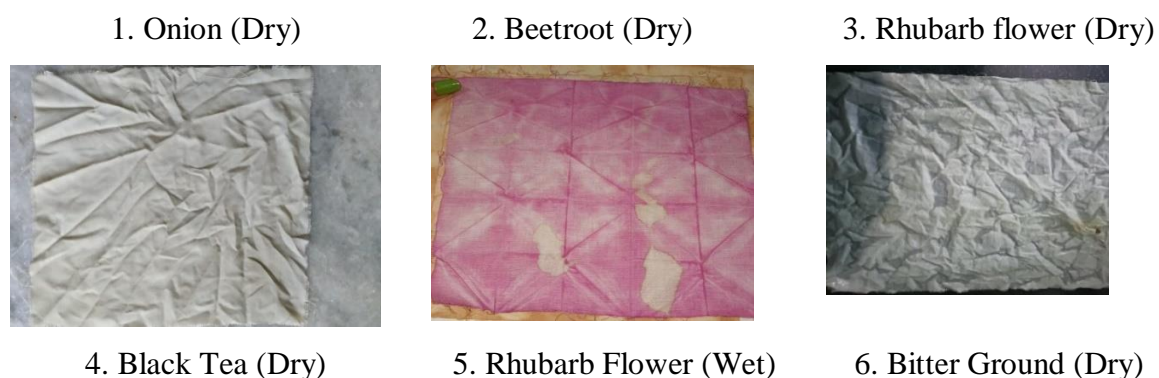 1. Onion (Dry) 2. Beetroot (Dry) 3. Rhubarb flower (Dry)
4. Black Tea (Dry) 5. Rhubarb Flower (Wet) 6. Bitter Ground (Dry)